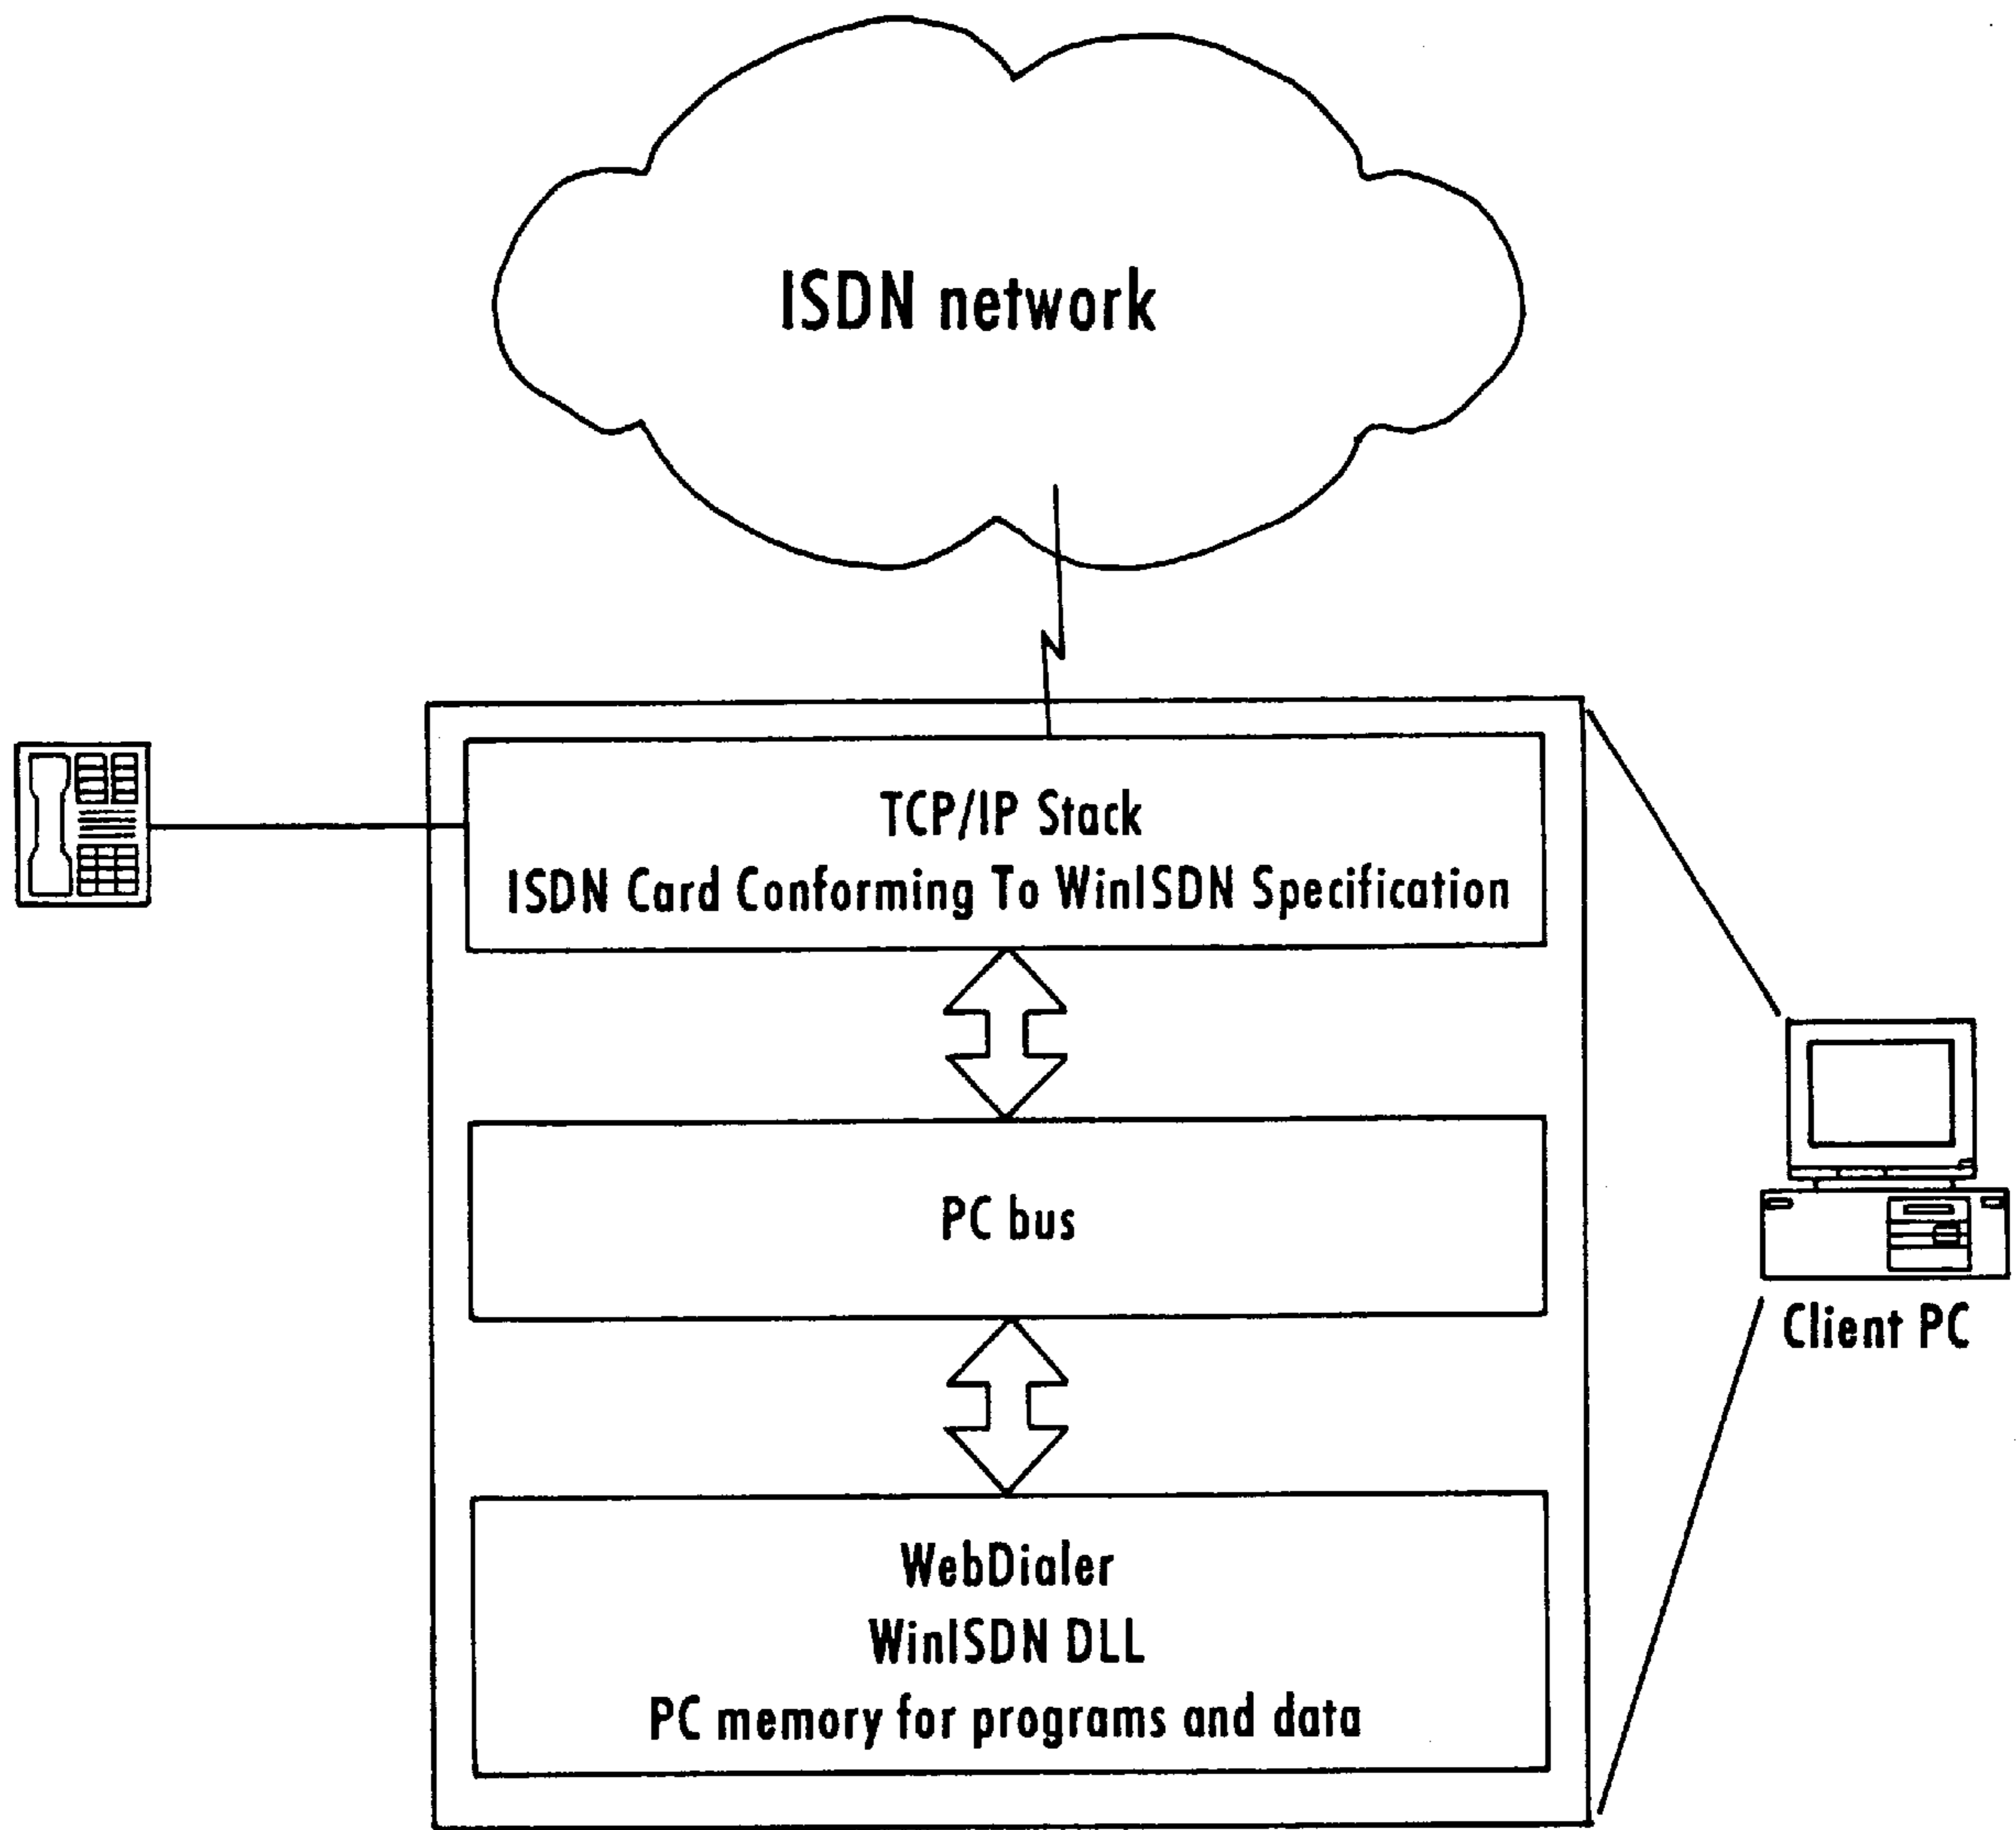 ISDN network
TCP/IP Stack
ISDN Card Conforming To WinISDN Specification
PC bus
Client PC
WebDialer
WinISDN DLL
PC memory for programs and data